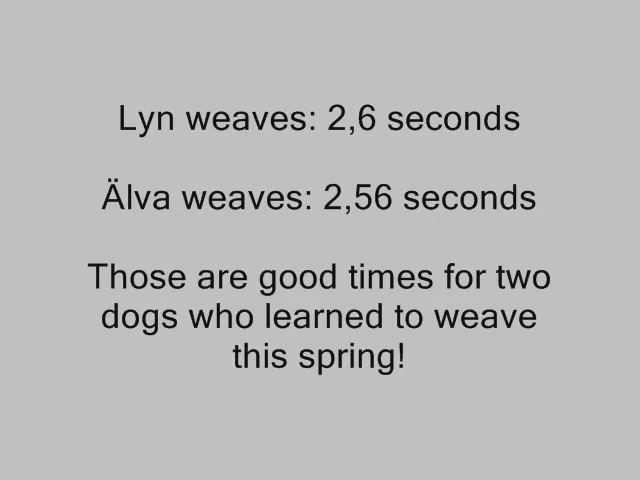 Lyn weaves: 2,6 seconds
Älva weaves: 2,56 seconds
Those are good times for two
dogs who learned to weave
this spring!